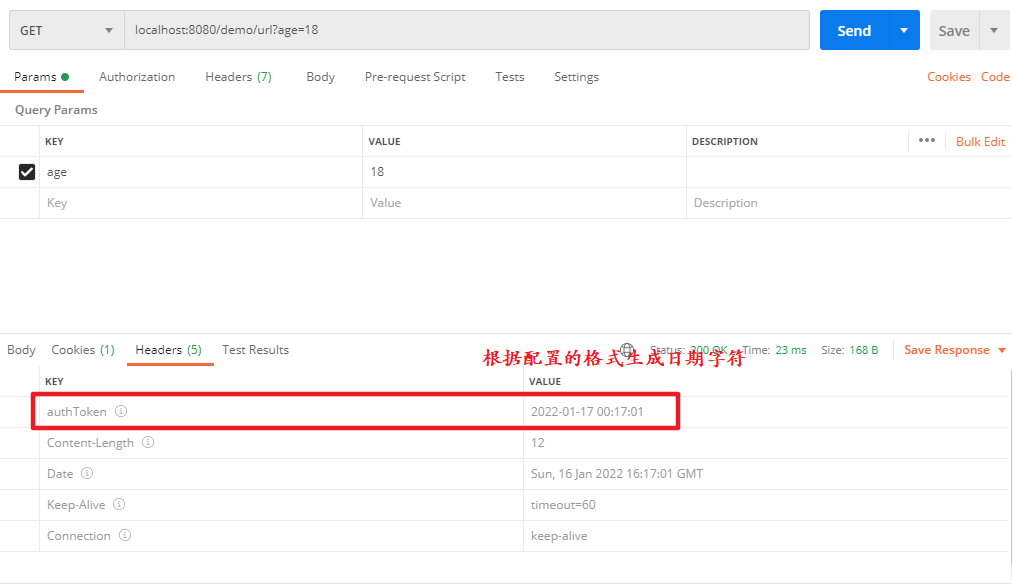 GET localhost:8080/demo/url?age=18 Send Save
Params Authorization Headers (7) Body Pre-request Script Tests Settings Cookies Code
Query Params
KEY VALUE DESCRIPTION ••• Bulk Edit
age 18
Key Value Description
Body Cookies (1) Headers (5) Test Results Status: 200 OK Time: 23 ms Size: 168 B Save Response
根据配置的格式生成日期字符
KEY VALUE
authToken 2022-01-17 00:17:01
Content-Length 12
Date Sun, 16 Jan 2022 16:17:01 GMT
Keep-Alive timeout=60
Connection keep-alive